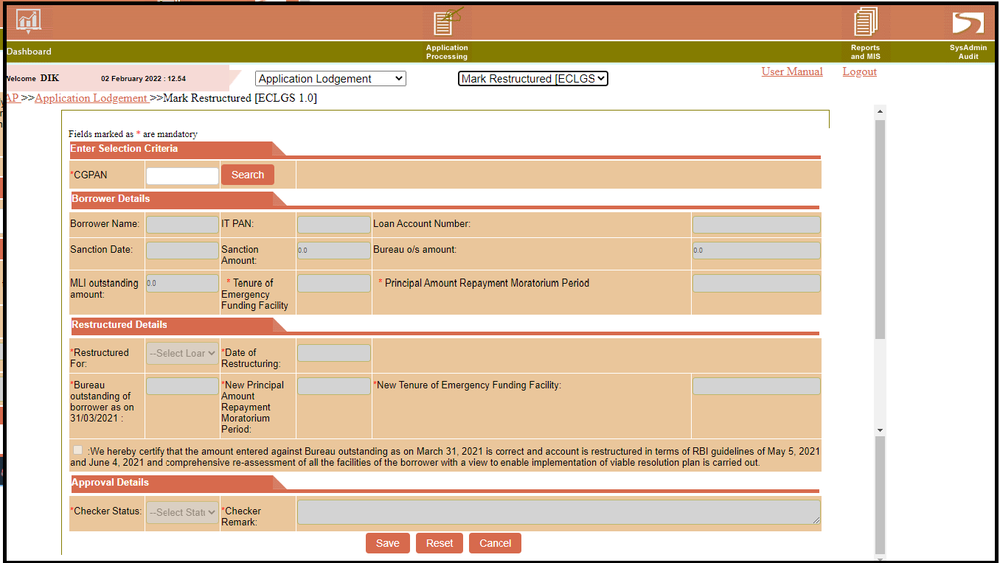 Dashboard
Application
Processing
Reports
and MIS
SysAdmin
Audit
Welcome DIK
02 February 2022 : 12.54
Application Lodgement
Mark Restructured [ECLGS
User Manual
Logout
AP >>Application Lodgement >>Mark Restructured [ECLGS 1.0]
Fields marked as * are mandatory
Enter Selection Criteria
*CGPAN
Search
Borrower Details
Borrower Name:
IT PAN:
Loan Account Number:
Sanction Date:
Sanction
Amount:
0.0
Bureau o/s amount:
0.0
MLI outstanding
amount:
0.0
* Tenure of
Emergency
Funding Facility
* Principal Amount Repayment Moratorium Period
Restructured Details
*Restructured
For:
--Select Loar
*Date of
Restructuring:
*Bureau
outstanding of
borrower as on
31/03/2021 :
*New Principal
Amount
Repayment
Moratorium
Period:
*New Tenure of Emergency Funding Facility:
:We hereby certify that the amount entered against Bureau outstanding as on March 31, 2021 is correct and account is restructured in terms of RBI guidelines of May 5, 2021
and June 4, 2021 and comprehensive re-assessment of all the facilities of the borrower with a view to enable implementation of viable resolution plan is carried out.
Approval Details
*Checker Status:
--Select Statu
*Checker
Remark:
Save
Reset
Cancel